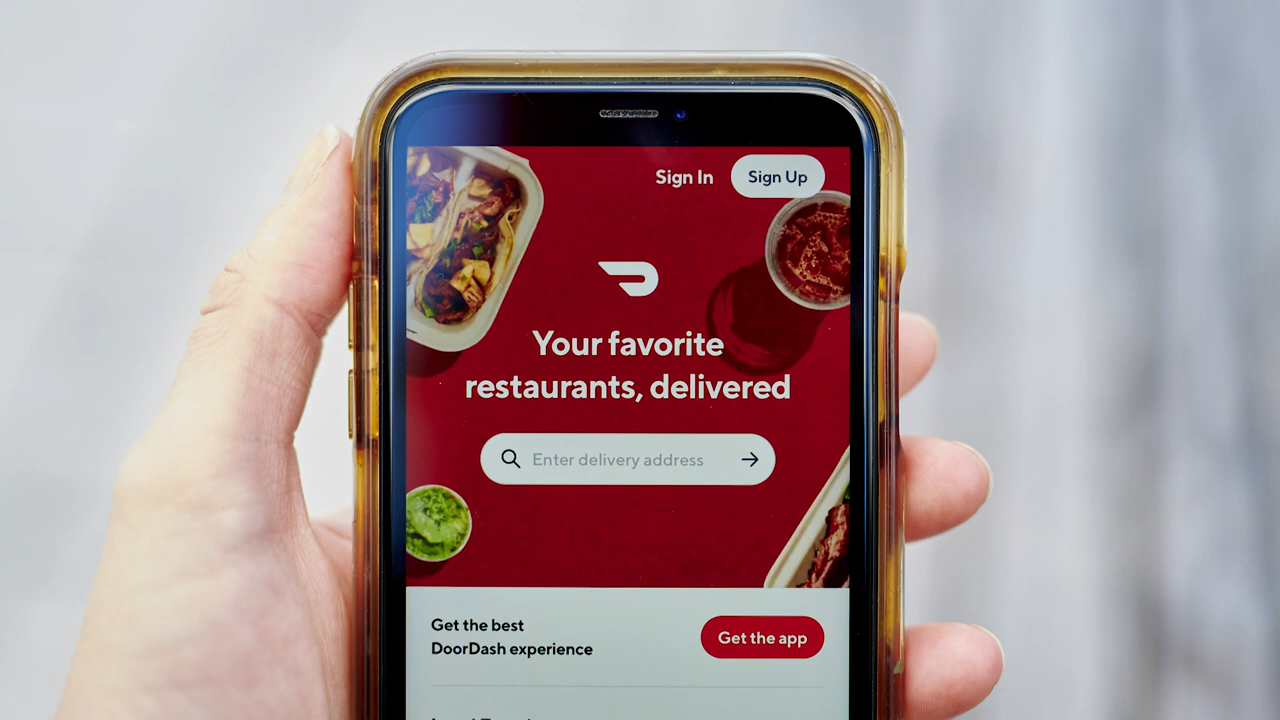 Sign In
Sign Up
Your favorite
restaurants, delivered
Enter delivery address
Get the best
DoorDash experience
Get the app